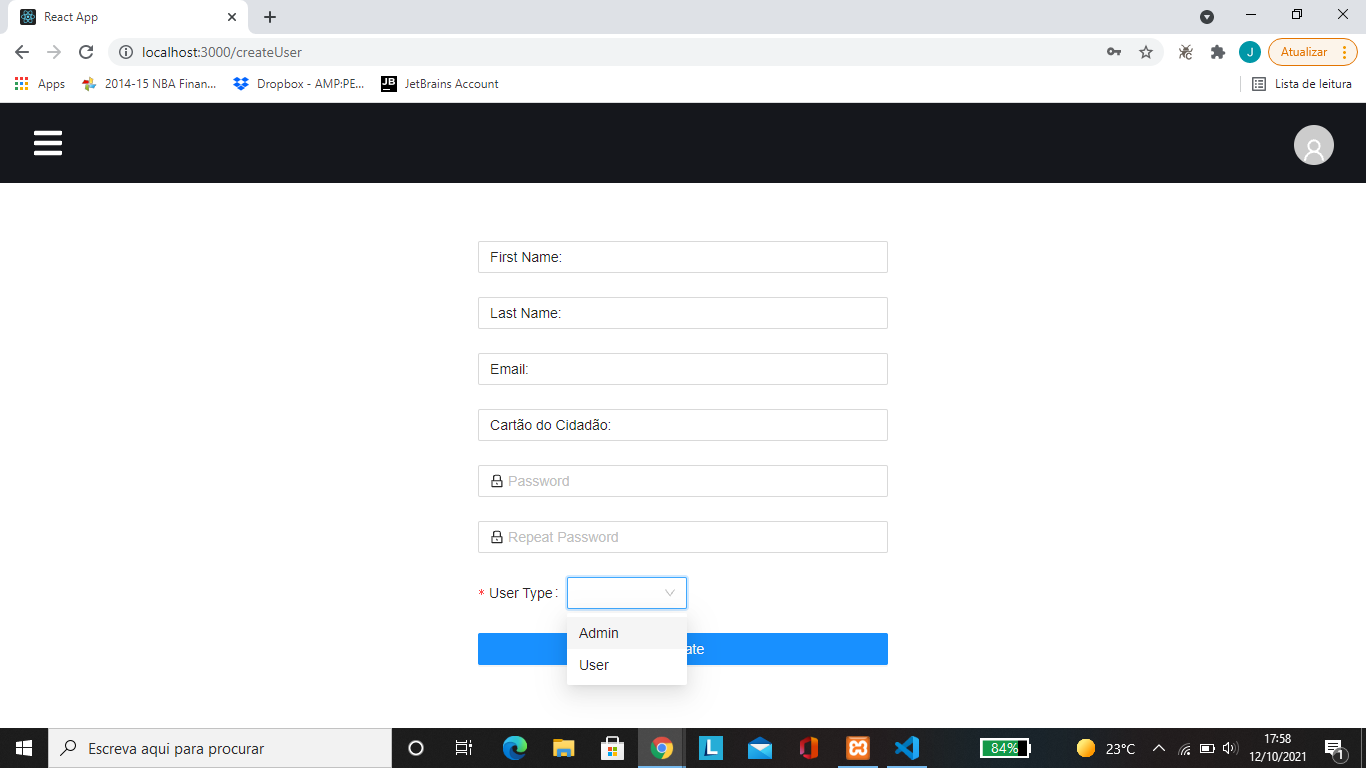 React App
localhost:3000/createUser
J
Atualizar
Apps
2014-15 NBA Finan...
Dropbox - AMP:PE...
JB
JetBrains Account
Lista de leitura
First Name:
Last Name:
Email:
Cartão do Cidadão:
Password
Repeat Password
* User Type:
Admin
ate
User
Escreva aqui para procurar
L
84%
23°C
17:58
12/10/2021
1